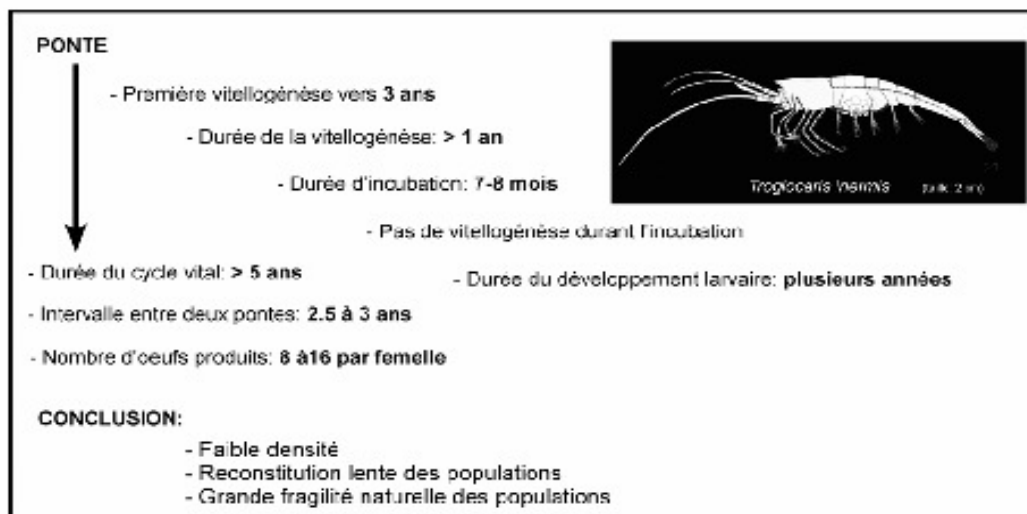 PONTE
- Première vitellogénèse vers 3 ans
- Durée de la vitellogénèse: > 1 an
- Durée d'incubation: 7-8 mois
Troglocaris inermis (taille: 2 cm)
- Pas de vitellogénèse durant l'incubation
- Durée du cycle vital: > 5 ans
- Durée du développement larvaire: plusieurs années
- Intervalle entre deux pontes: 2.5 à 3 ans
- Nombre d'oeufs produits: 8 à16 par femelle
CONCLUSION:
- Faible densité
- Reconstitution lente des populations
- Grande fragilité naturelle des populations